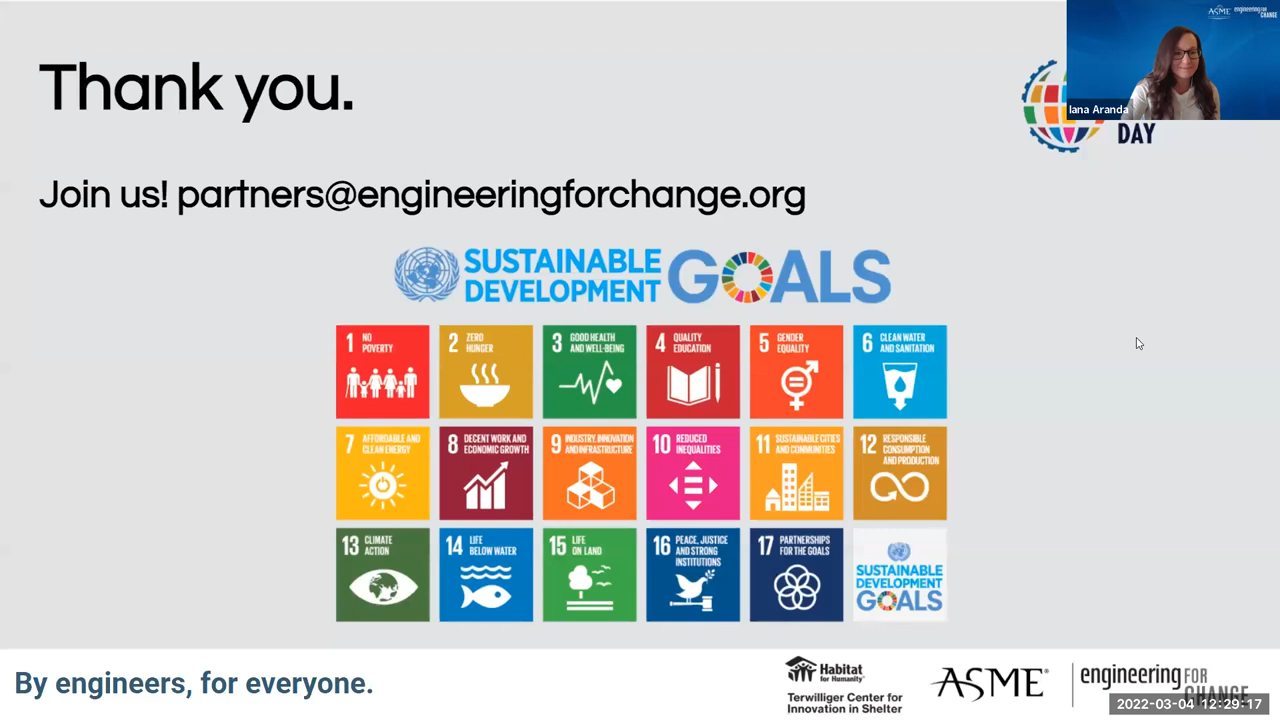 Thank you.
ASME engineering FOR CHANGE
Iana Aranda
DAY
Join us! partners@engineeringforchange.org
SUSTAINABLE DEVELOPMENT GOALS
1 NO POVERTY
2 ZERO HUNGER
3 GOOD HEALTH AND WELL-BEING
4 QUALITY EDUCATION
5 GENDER EQUALITY
6 CLEAN WATER AND SANITATION
7 AFFORDABLE AND CLEAN ENERGY
8 DECENT WORK AND ECONOMIC GROWTH
9 INDUSTRY, INNOVATION AND INFRASTRUCTURE
10 REDUCED INEQUALITIES
11 SUSTAINABLE CITIES AND COMMUNITIES
12 RESPONSIBLE CONSUMPTION AND PRODUCTION
13 CLIMATE ACTION
14 LIFE BELOW WATER
15 LIFE ON LAND
16 PEACE, JUSTICE AND STRONG INSTITUTIONS
17 PARTNERSHIPS FOR THE GOALS
SUSTAINABLE DEVELOPMENT GOALS
By engineers, for everyone.
Habitat for Humanity®
Terwilliger Center for
Innovation in Shelter
ASME®
engineering FOR CHANGE
2022-03-04 12:29:17